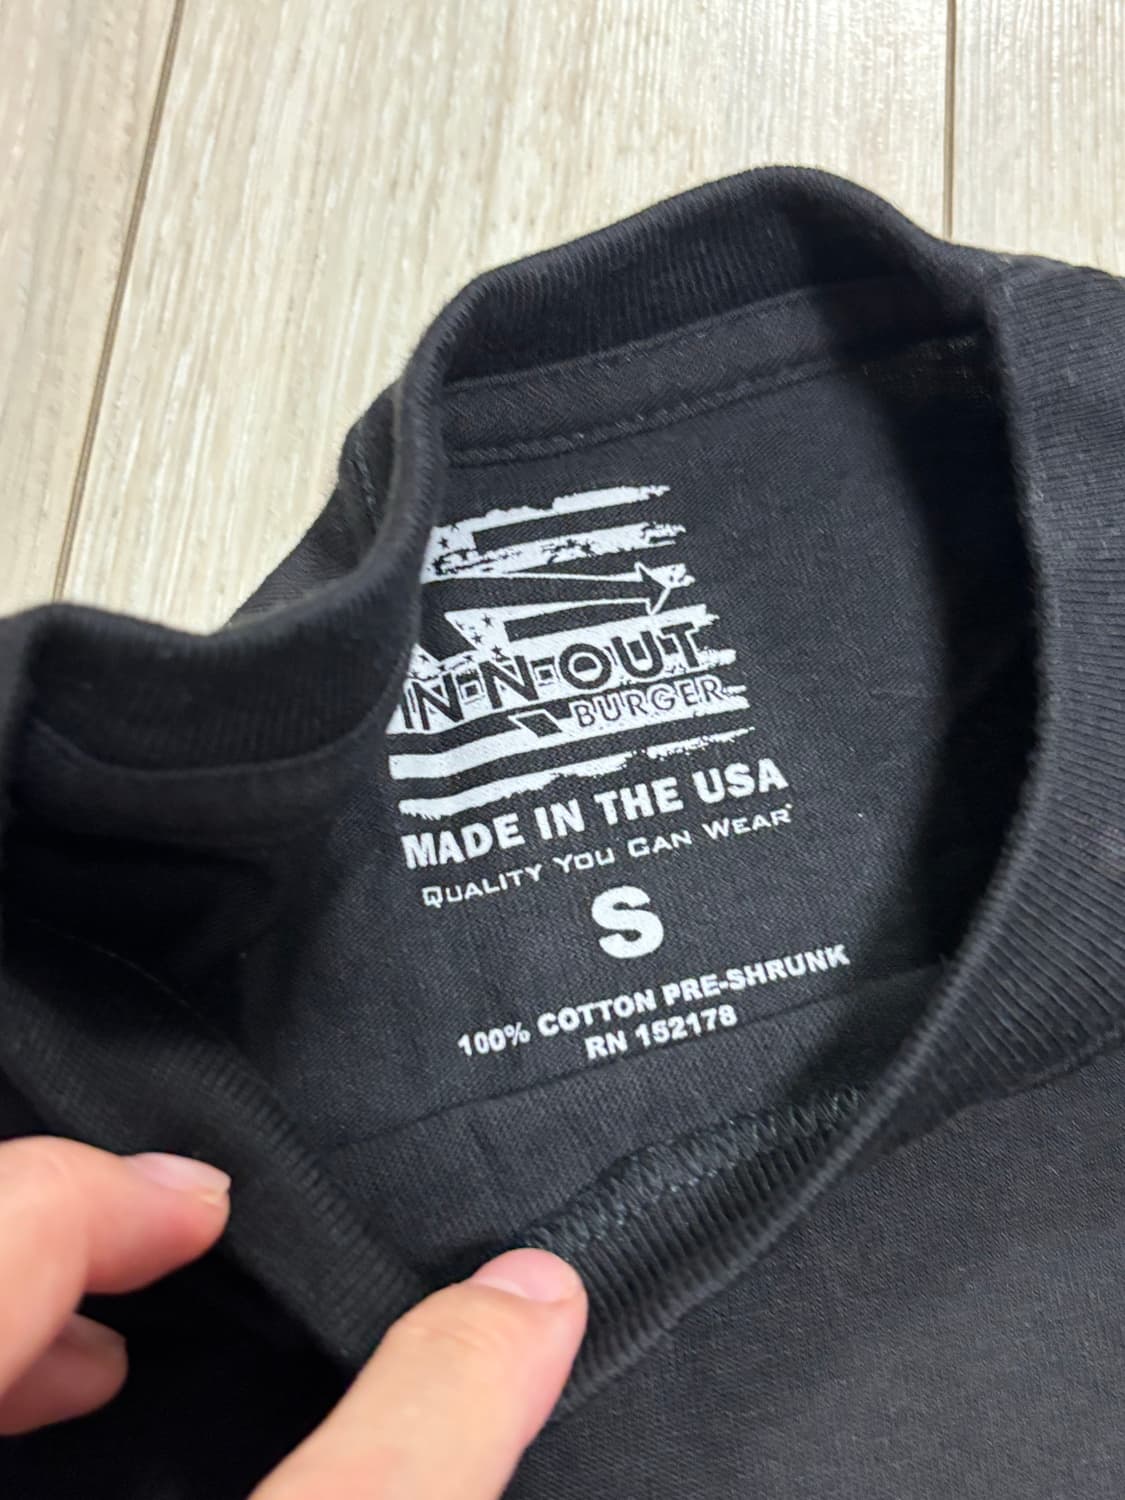 IN-N-OUT
BURGER
MADE IN THE USA
QUALITY YOU CAN WEAR
S
100% COTTON PRE-SHRUNK
RN 152178